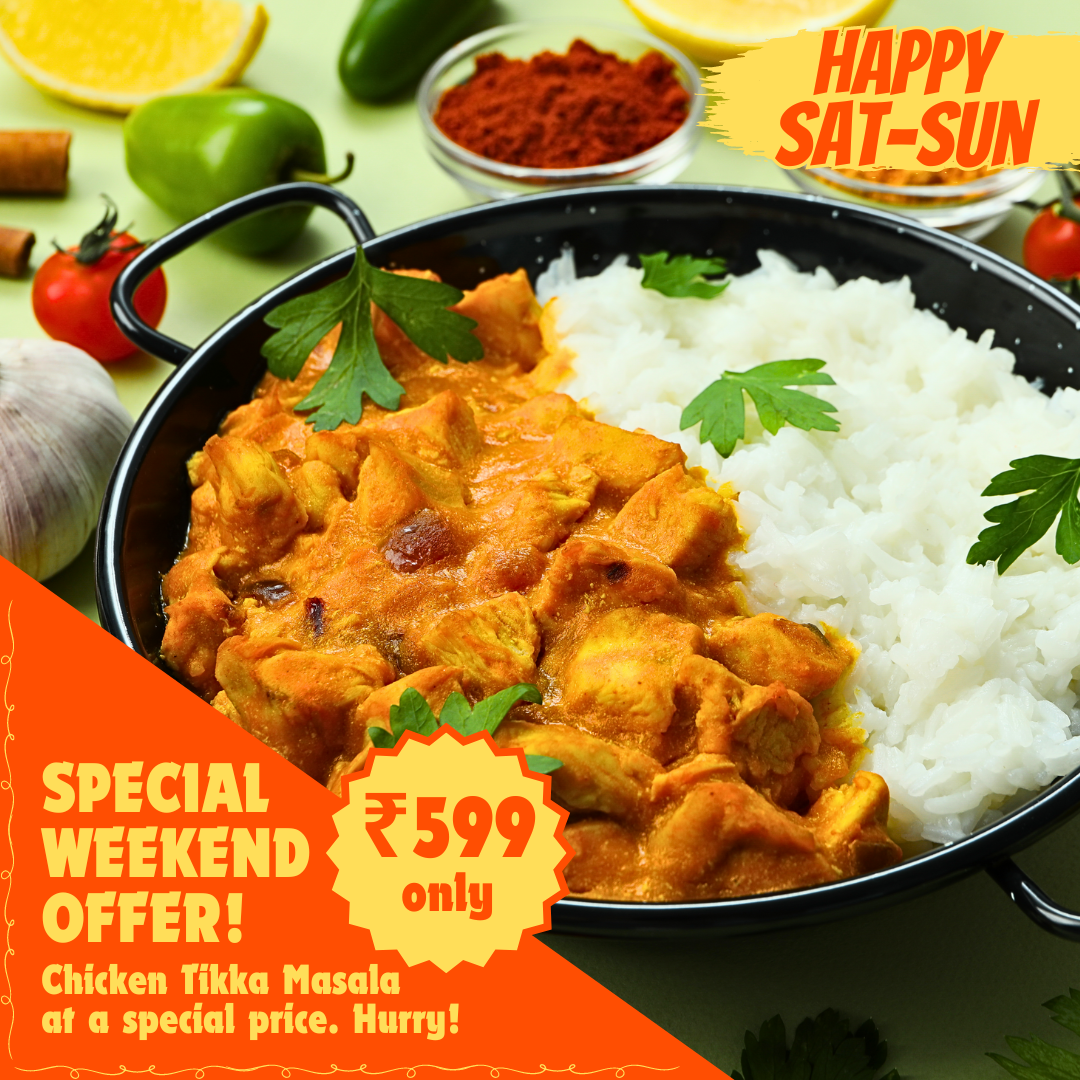 HAPPY
SAT-SUN
SPECIAL
WEEKEND
OFFER!
₹599
only
Chicken Tikka Masala
at a special price. Hurry!